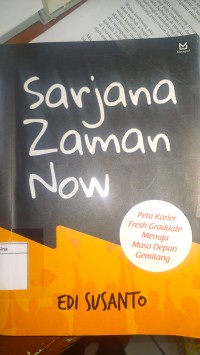 Sarjana
Zaman
Now
Peta Karier
Fresh Graduate
Menuju
Masa Depan
Gemilang
EDI SUSANTO